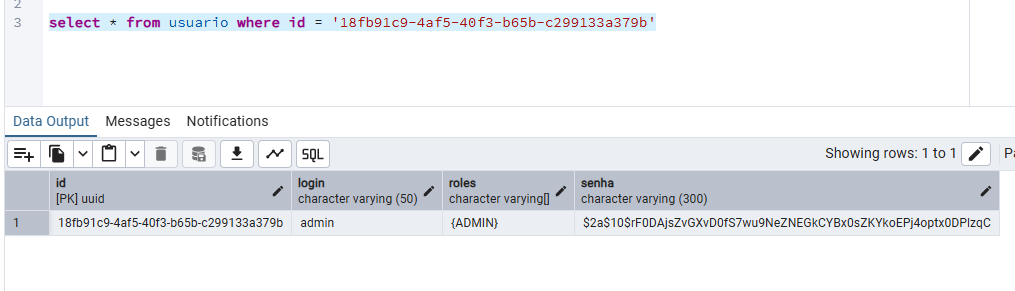 2
3 select * from usuario where id = '18fb91c9-4af5-40f3-b65b-c299133a379b'
Data Output Messages Notifications
SQL Showing rows: 1 to 1 Pa
id login roles senha
[PK] uuid character varying (50) character varying[] character varying (300)
1 18fb91c9-4af5-40f3-b65b-c299133a379b admin {ADMIN} $2a$10$rF0DAjsZvGXvD0fS7wu9NeZNEGkCYBx0sZKYkoEPj4optx0DPlzqC